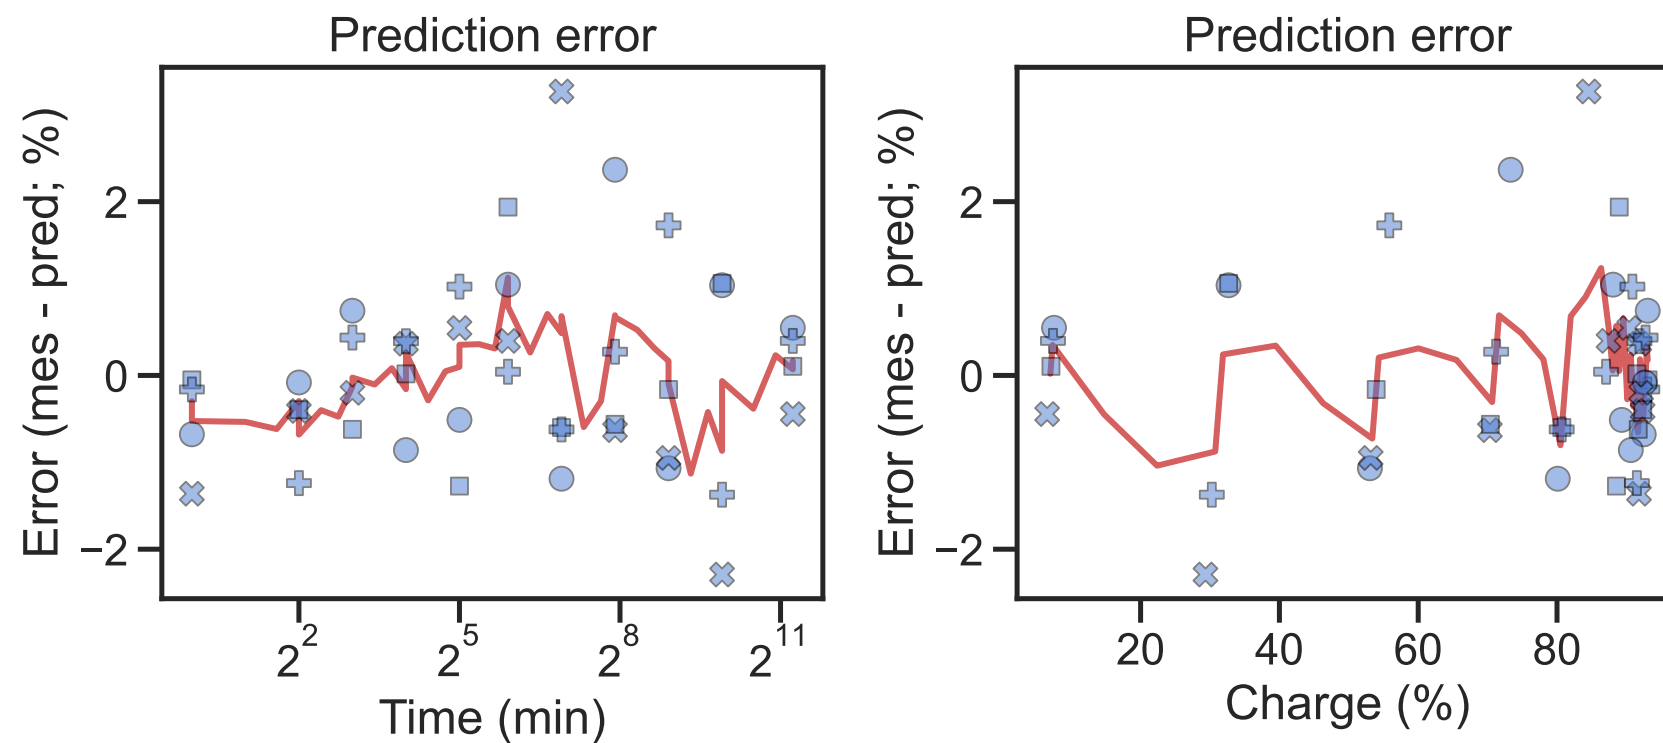 Prediction error
Error (mes - pred; %)
2
0
−2
2^2
2^5
2^8
2^11
Time (min)
Prediction error
Error (mes - pred; %)
2
0
−2
20
40
60
80
Charge (%)